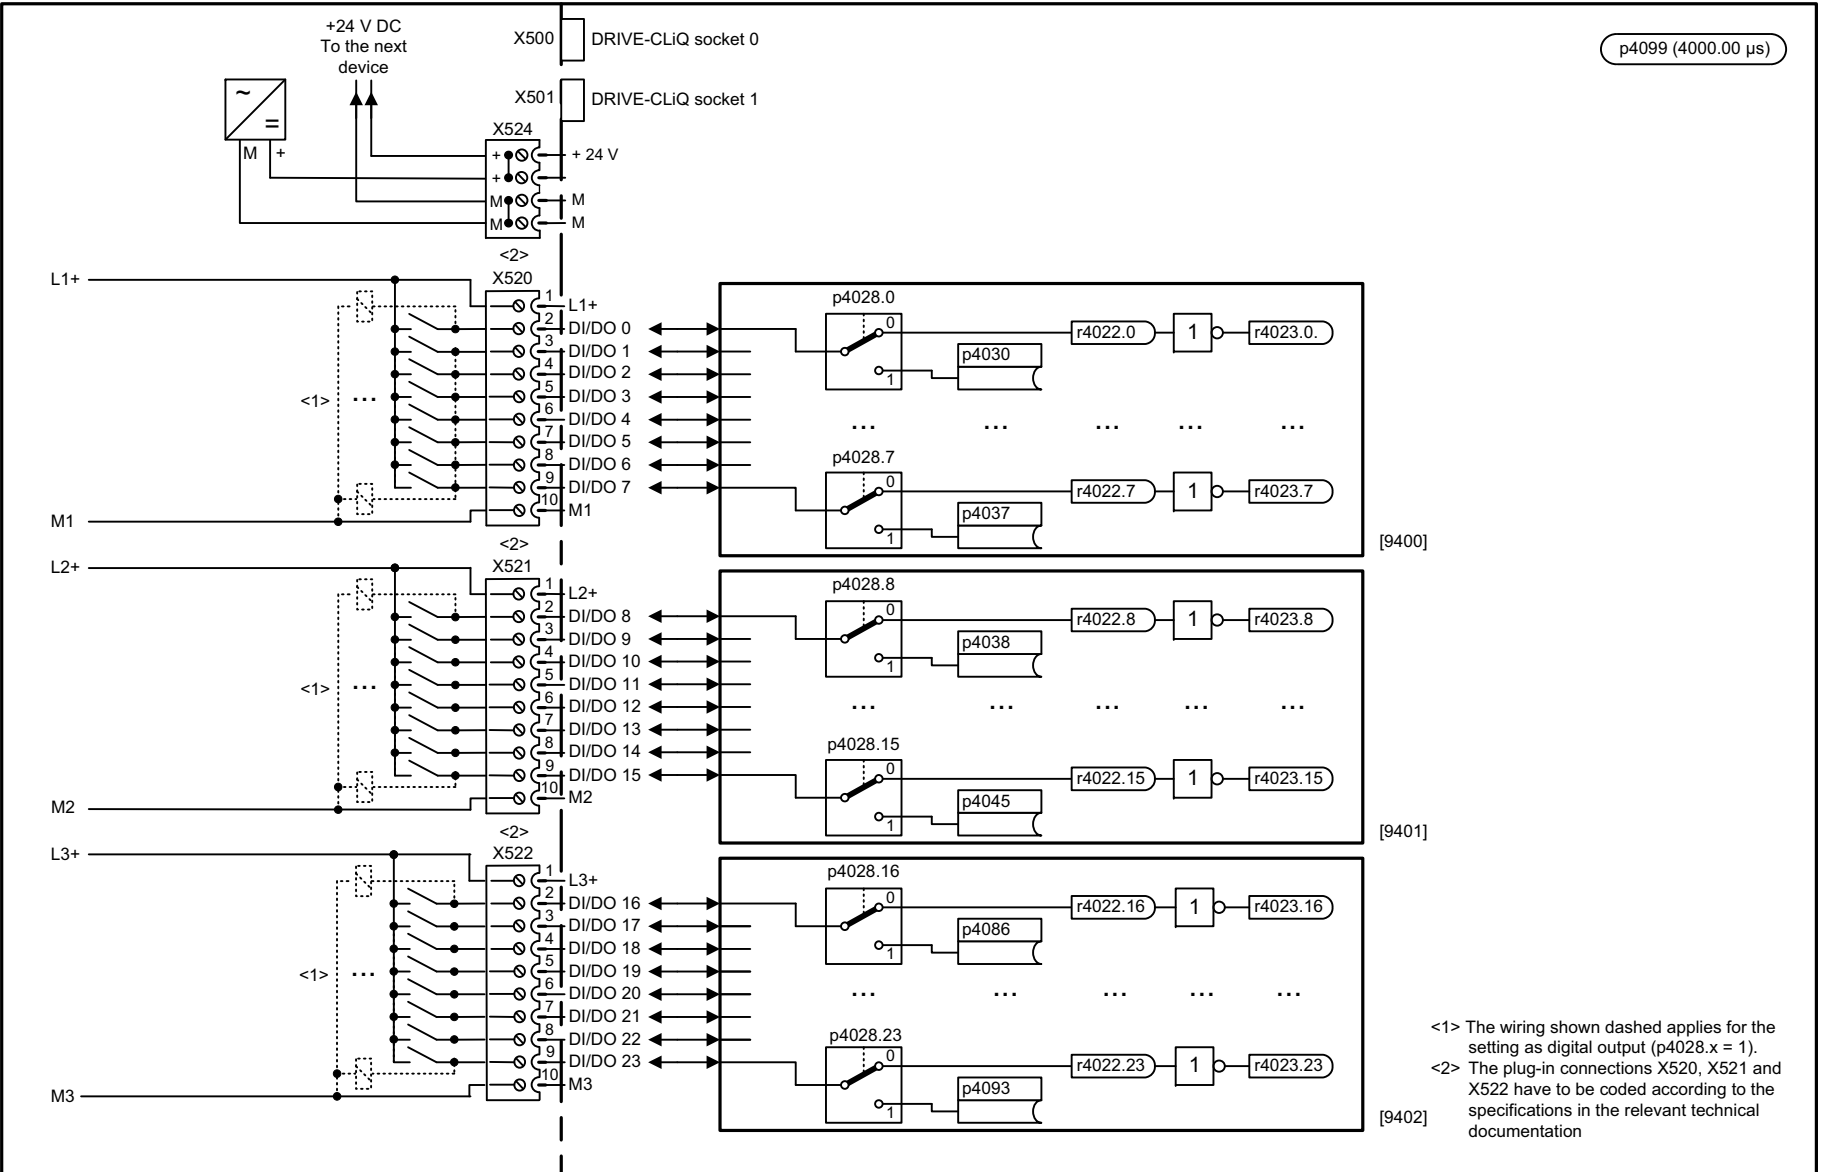 +24 V DC
To the next
device
X500
DRIVE-CLiQ socket 0
p4099 (4000.00 µs)
X501
DRIVE-CLiQ socket 1
~
=
M +
X524
+ + 24 V
+
M M
M M
<2>
X520
L1+
1 L1+
2 DI/DO 0
3 DI/DO 1
4 DI/DO 2
5 DI/DO 3
6 DI/DO 4
7 DI/DO 5
8 DI/DO 6
9 DI/DO 7
10 M1
<1> ...
M1
p4028.0
0
1
p4030
r4022.0
1
r4023.0.
... ... ... ... ...
p4028.7
0
1
p4037
r4022.7
1
r4023.7
[9400]
<2>
X521
L2+
1 L2+
2 DI/DO 8
3 DI/DO 9
4 DI/DO 10
5 DI/DO 11
6 DI/DO 12
7 DI/DO 13
8 DI/DO 14
9 DI/DO 15
10 M2
<1> ...
M2
p4028.8
0
1
p4038
r4022.8
1
r4023.8
... ... ... ... ...
p4028.15
0
1
p4045
r4022.15
1
r4023.15
[9401]
<2>
X522
L3+
1 L3+
2 DI/DO 16
3 DI/DO 17
4 DI/DO 18
5 DI/DO 19
6 DI/DO 20
7 DI/DO 21
8 DI/DO 22
9 DI/DO 23
10 M3
<1> ...
M3
p4028.16
0
1
p4086
r4022.16
1
r4023.16
... ... ... ... ...
p4028.23
0
1
p4093
r4022.23
1
r4023.23
[9402]
<1> The wiring shown dashed applies for the
setting as digital output (p4028.x = 1).
<2> The plug-in connections X520, X521 and
X522 have to be coded according to the
specifications in the relevant technical
documentation